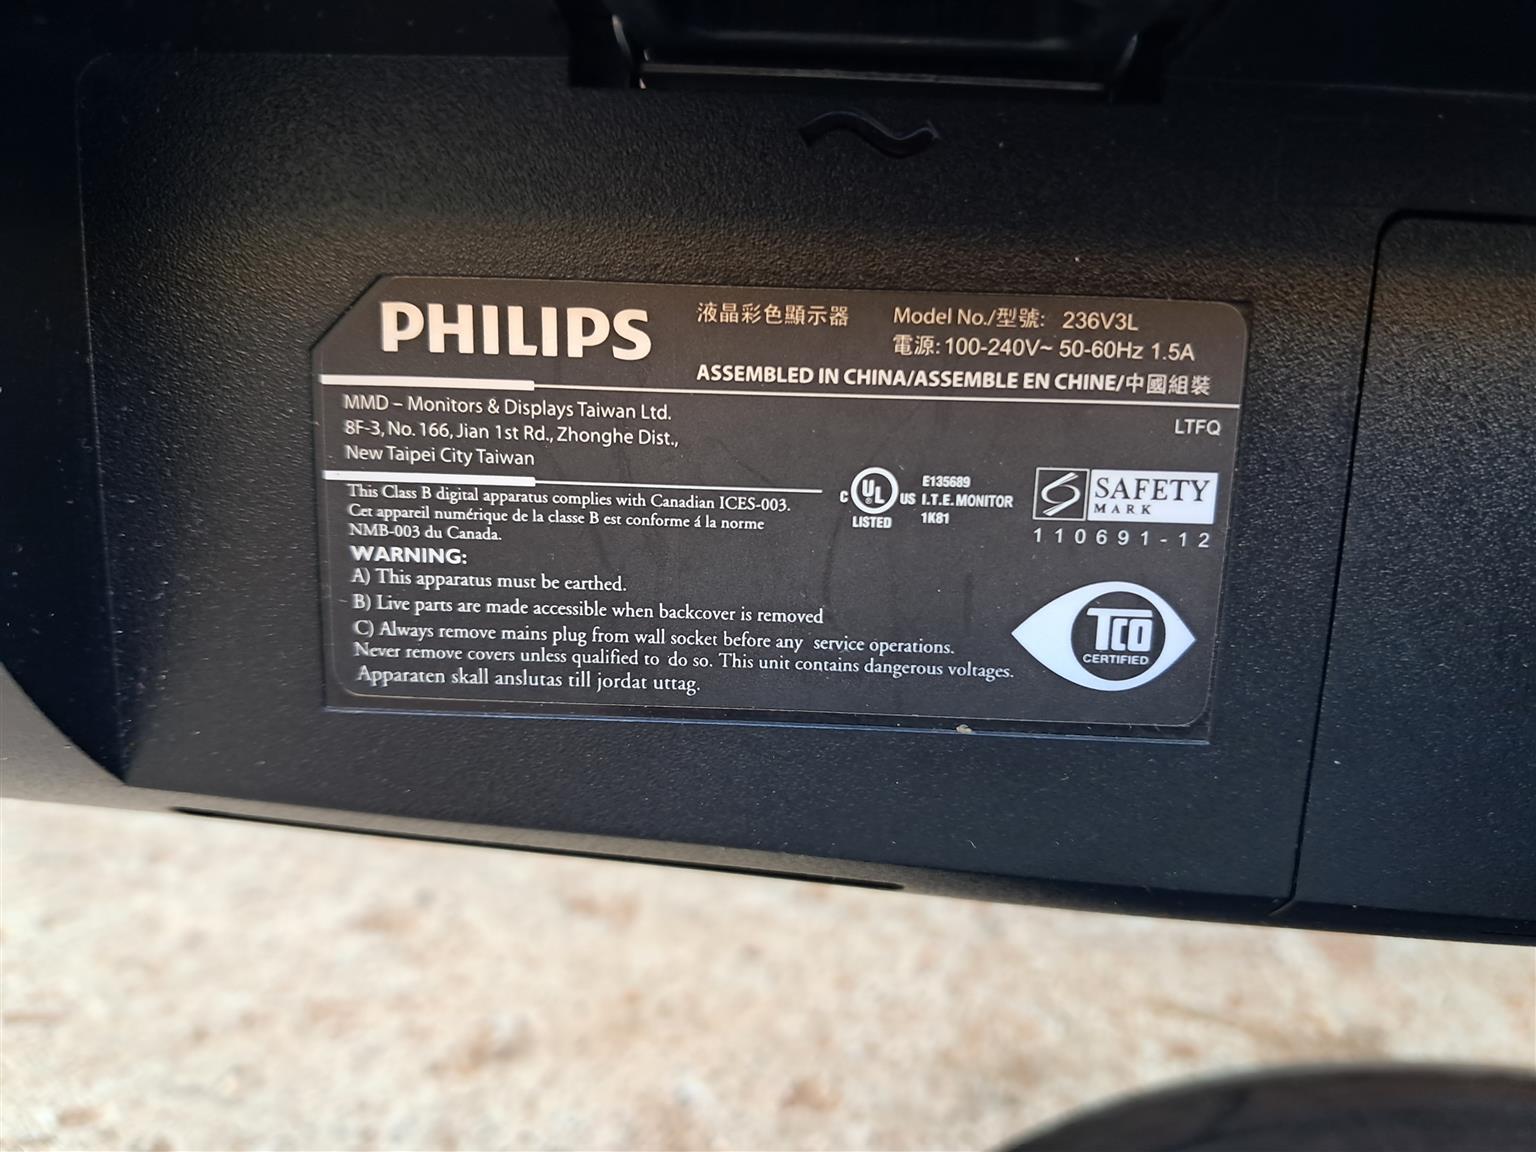 PHILIPS
液晶彩色顯示器
Model No./型號: 236V3L
電源: 100-240V~ 50-60Hz 1.5A
ASSEMBLED IN CHINA/ASSEMBLE EN CHINE/中國組裝
MMD – Monitors & Displays Taiwan Ltd.
8F-3, No. 166, Jian 1st Rd., Zhonghe Dist.,
New Taipei City Taiwan
LTFQ
This Class B digital apparatus complies with Canadian ICES-003.
Cet appareil numérique de la classe B est conforme á la norme
NMB-003 du Canada.
C UL ® US
LISTED
E135689
I.T.E. MONITOR
1K81
SAFETY
MARK
110691-12
WARNING:
A) This apparatus must be earthed.
B) Live parts are made accessible when backcover is removed
C) Always remove mains plug from wall socket before any service operations.
Never remove covers unless qualified to do so. This unit contains dangerous voltages.
Apparaten skall anslutas till jordat uttag.
TCO
CERTIFIED